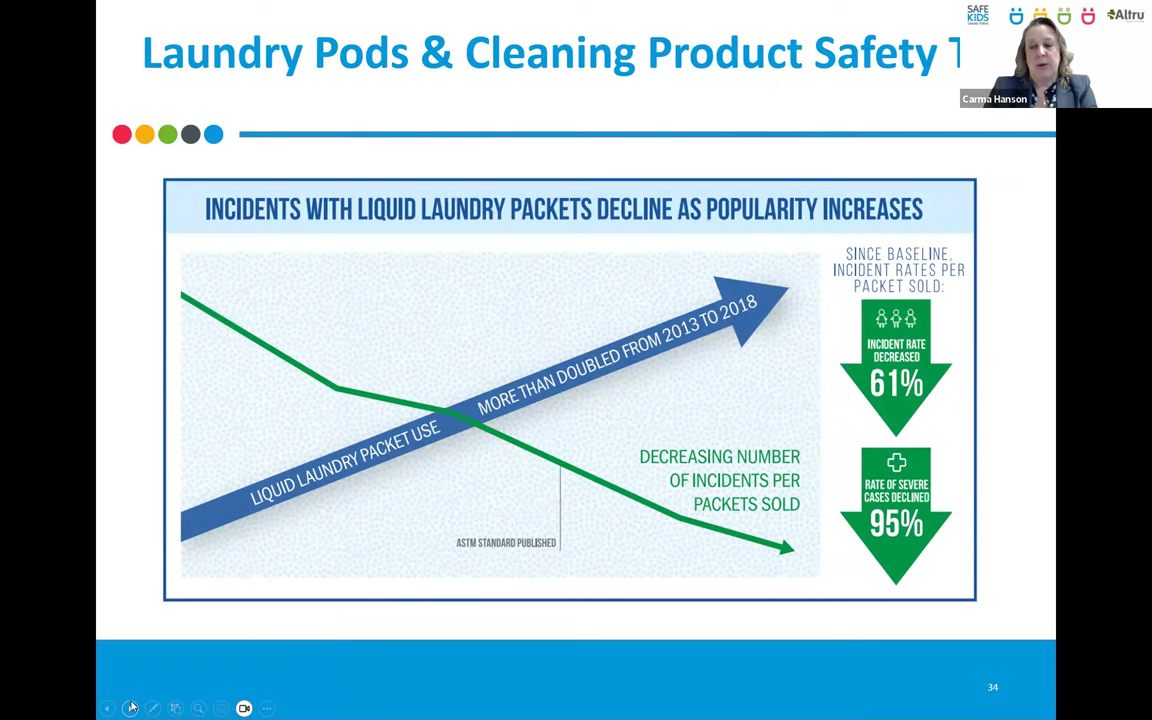 SAFE
KIDS
Altru
Laundry Pods & Cleaning Product Safety
Carma Hanson
INCIDENTS WITH LIQUID LAUNDRY PACKETS DECLINE AS POPULARITY INCREASES
SINCE BASELINE,
INCIDENT RATES PER
PACKET SOLD:
INCIDENT RATE
DECREASED
61%
LIQUID LAUNDRY PACKET USE MORE THAN DOUBLED FROM 2013 TO 2018
DECREASING NUMBER
OF INCIDENTS PER
PACKETS SOLD
RATE OF SEVERE
CASES DECLINED
95%
ASTM STANDARD PUBLISHED
34